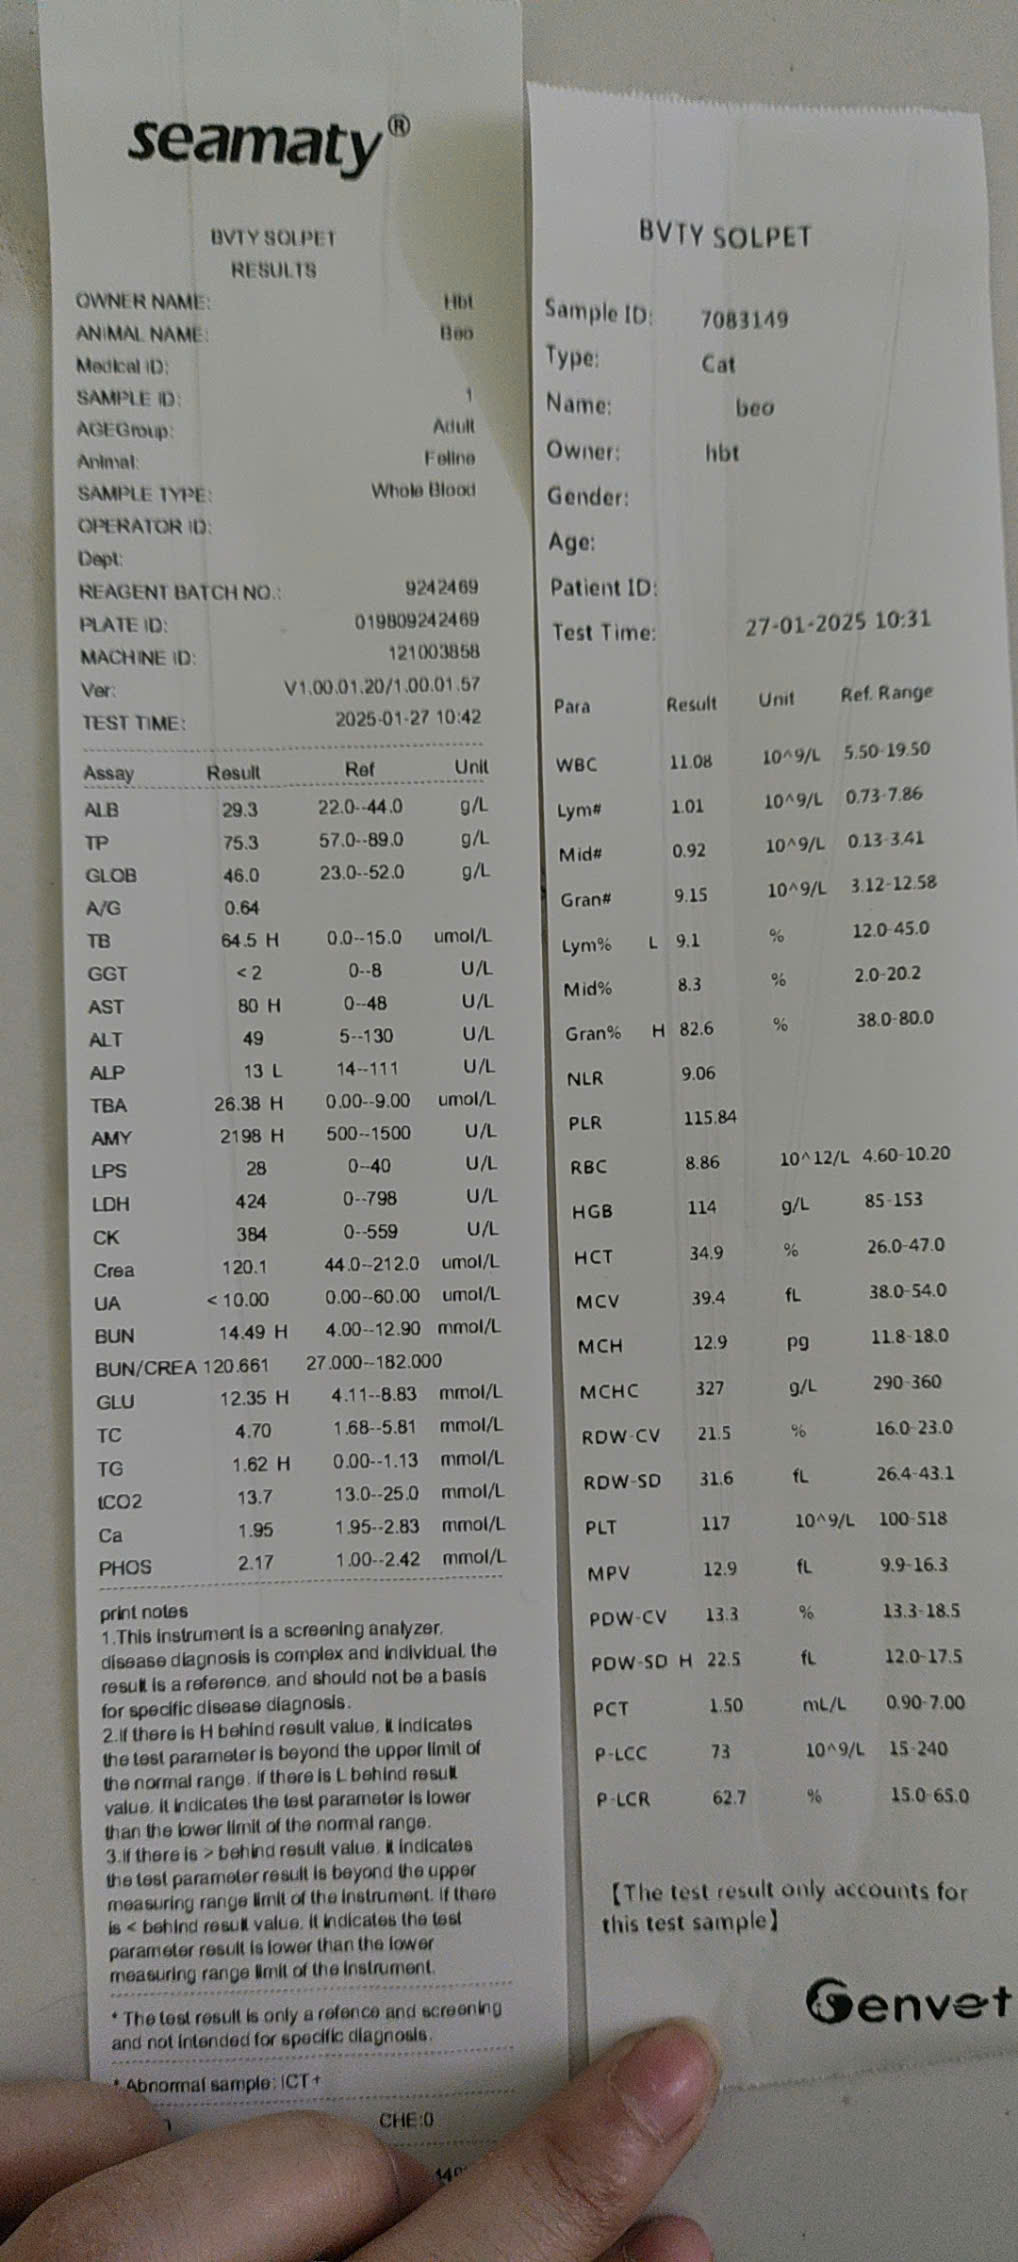 seamaty®
BVTY SOLPET
RESULTS
OWNER NAME: Hbt
ANIMAL NAME: Beo
Medical ID:
SAMPLE ID: 1
AGEGroup: Adult
Animal: Feline
SAMPLE TYPE: Whole Blood
OPERATOR ID:
Dept:
REAGENT BATCH NO.: 9242469
PLATE ID: 019809242469
MACHINE ID: 121003858
Ver: V1.00.01.20/1.00.01.57
TEST TIME: 2025-01-27 10:42
Assay Result Ref Unit
ALB 29.3 22.0--44.0 g/L
TP 75.3 57.0--89.0 g/L
GLOB 46.0 23.0--52.0 g/L
A/G 0.64
TB 64.5 H 0.0--15.0 umol/L
GGT <2 0--8 U/L
AST 80 H 0--48 U/L
ALT 49 5--130 U/L
ALP 13 L 14--111 U/L
TBA 26.38 H 0.00--9.00 umol/L
AMY 2198 H 500--1500 U/L
LPS 28 0--40 U/L
LDH 424 0--798 U/L
CK 384 0--559 U/L
Crea 120.1 44.0--212.0 umol/L
UA <10.00 0.00--60.00 umol/L
BUN 14.49 H 4.00--12.90 mmol/L
BUN/CREA 120.661 27.000--182.000
GLU 12.35 H 4.11--8.83 mmol/L
TC 4.70 1.68--5.81 mmol/L
TG 1.62 H 0.00--1.13 mmol/L
tCO2 13.7 13.0--25.0 mmol/L
Ca 1.95 1.95--2.83 mmol/L
PHOS 2.17 1.00--2.42 mmol/L
print notes
1.This instrument is a screening analyzer,
disease diagnosis is complex and individual, the
result is a reference, and should not be a basis
for specific disease diagnosis.
2.If there is H behind result value, it indicates
the test parameter is beyond the upper limit of
the normal range, if there is L behind result
value, it indicates the test parameter is lower
than the lower limit of the normal range.
3.If there is > behind result value, it indicates
the test parameter result is beyond the upper
measuring range limit of the instrument. If there
is < behind result value, it indicates the test
parameter result is lower than the lower
measuring range limit of the instrument.
* The test result is only a refence and screening
and not intended for specific diagnosis.
* Abnormal sample: ICT+
CHE:0
BVTY SOLPET
Sample ID: 7083149
Type: Cat
Name: beo
Owner: hbt
Gender:
Age:
Patient ID:
Test Time: 27-01-2025 10:31
Para Result Unit Ref. Range
WBC 11.08 10^9/L 5.50-19.50
Lym# 1.01 10^9/L 0.73-7.86
Mid# 0.92 10^9/L 0.13-3.41
Gran# 9.15 10^9/L 3.12-12.58
Lym% L 9.1 % 12.0-45.0
Mid% 8.3 % 2.0-20.2
Gran% H 82.6 % 38.0-80.0
NLR 9.06
PLR 115.84
RBC 8.86 10^12/L 4.60-10.20
HGB 114 g/L 85-153
HCT 34.9 % 26.0-47.0
MCV 39.4 fL 38.0-54.0
MCH 12.9 pg 11.8-18.0
MCHC 327 g/L 290-360
RDW-CV 21.5 % 16.0-23.0
RDW-SD 31.6 fL 26.4-43.1
PLT 117 10^9/L 100-518
MPV 12.9 fL 9.9-16.3
PDW-CV 13.3 % 13.3-18.5
PDW-SD H 22.5 fL 12.0-17.5
PCT 1.50 mL/L 0.90-7.00
P-LCC 73 10^9/L 15-240
P-LCR 62.7 % 15.0-65.0
【The test result only accounts for
this test sample】
Genvet